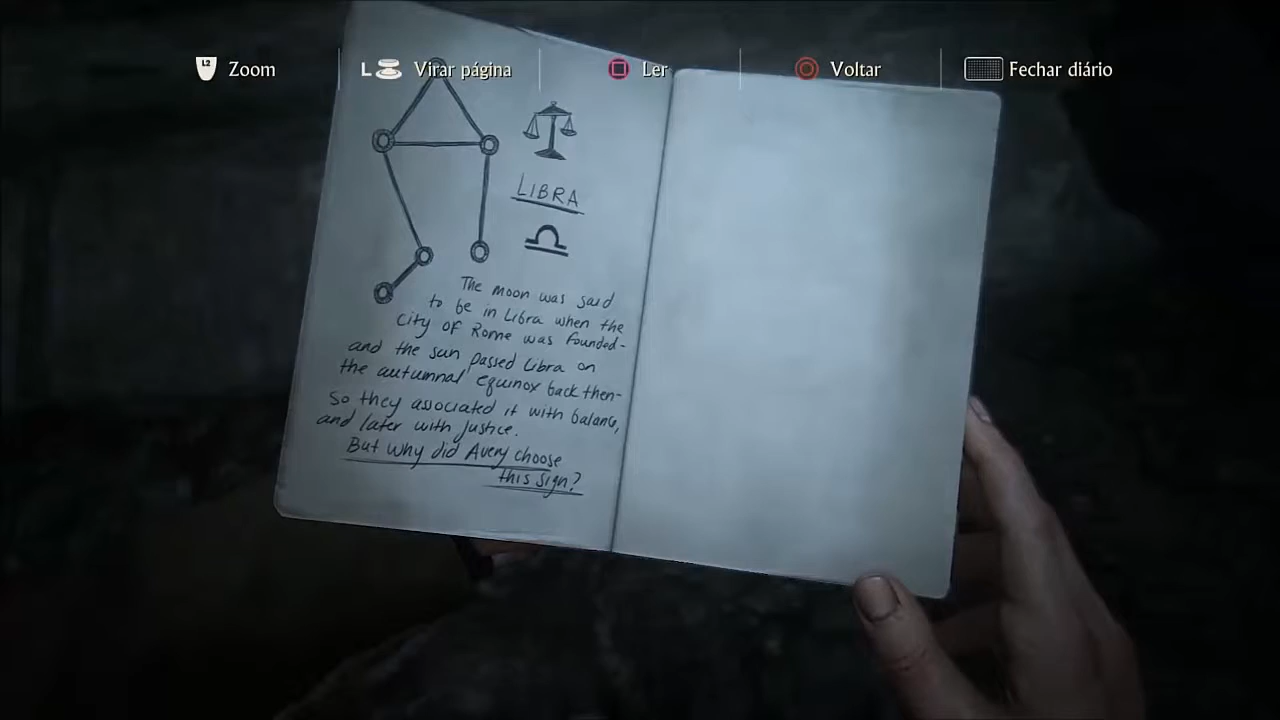 L2 Zoom
L Virar página
Ler
Voltar
Fechar diário
LIBRA
The moon was said
to be in Libra when the
city of Rome was founded-
and the sun passed Libra on
the autumnal equinox back then-
So they associated it with balance,
and later with justice.
But why did Avery choose
this sign?